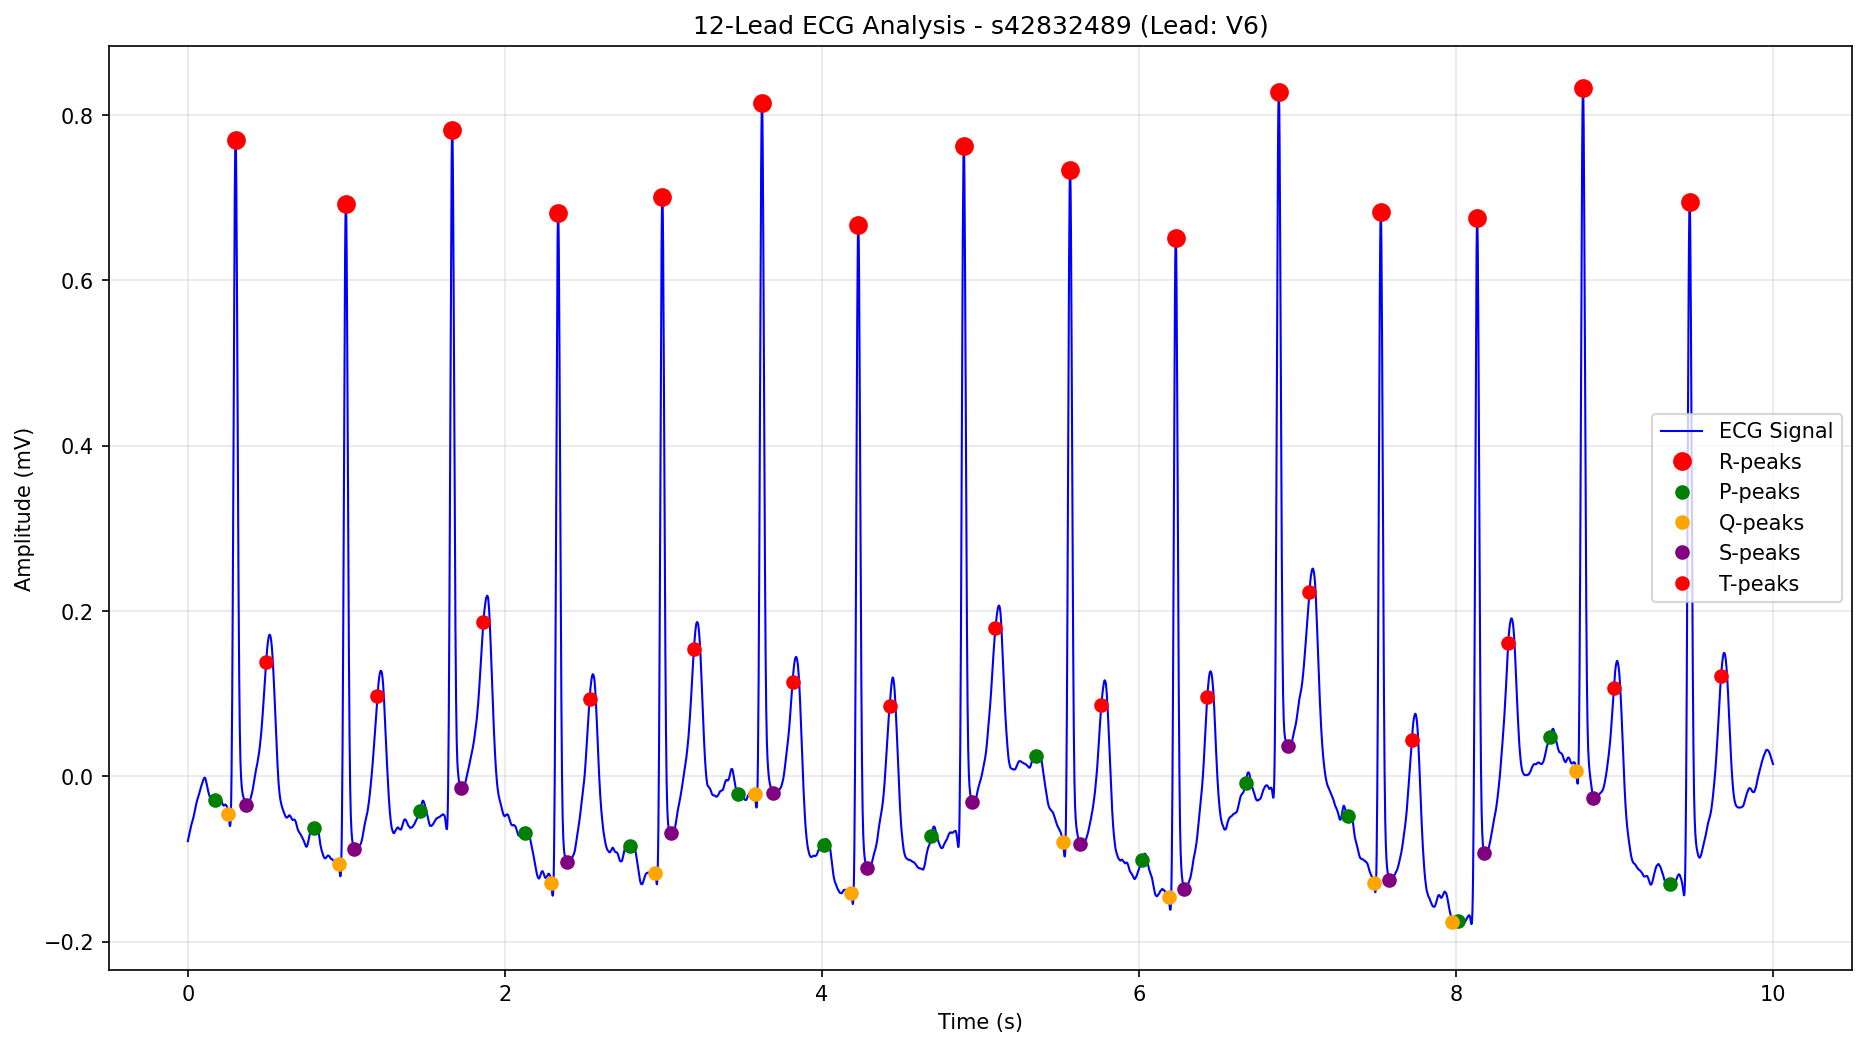 12-Lead ECG Analysis - s42832489 (Lead: V6)
Amplitude (mV)
0.8
0.6
0.4
0.2
0.0
−0.2
ECG Signal
R-peaks
P-peaks
Q-peaks
S-peaks
T-peaks
0 2 4 6 8 10
Time (s)